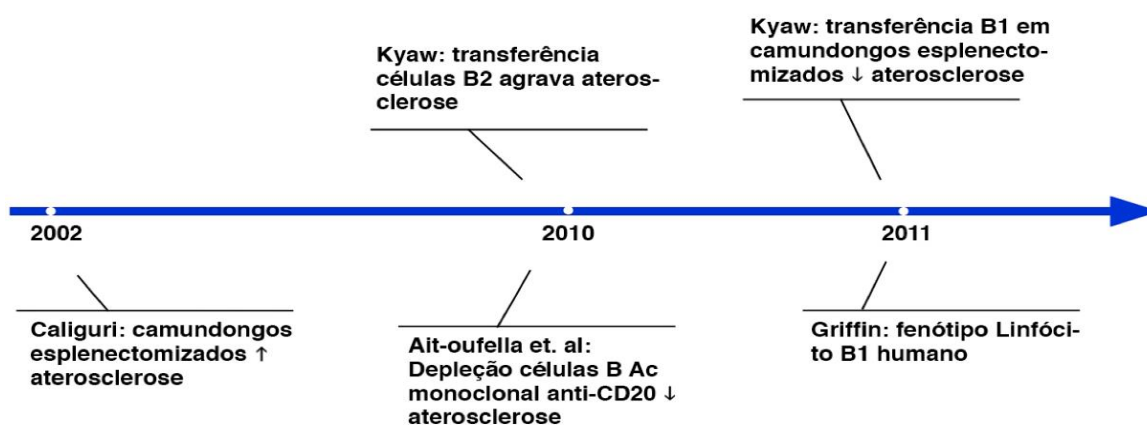 Kyaw: transferência
células B2 agrava ateros-
clerose
Kyaw: transferência B1 em
camundongos esplenecto-
mizados ↓ aterosclerose
2002
2010
2011
Caliguri: camundongos
esplenectomizados ↑
aterosclerose
Ait-oufella et. al:
Depleção células B Ac
monoclonal anti-CD20 ↓
aterosclerose
Griffin: fenótipo Linfóci-
to B1 humano